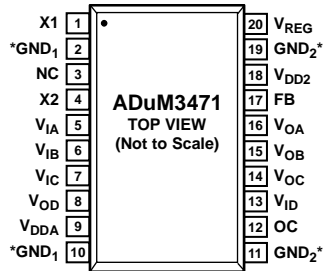 X1 1
*GND1 2
NC 3
X2 4
VIA 5
VIB 6
VIC 7
VOD 8
VDDA 9
*GND1 10
ADuM3471
TOP VIEW
(Not to Scale)
20 VREG
19 GND2*
18 VDD2
17 FB
16 VOA
15 VOB
14 VOC
13 VID
12 OC
11 GND2*